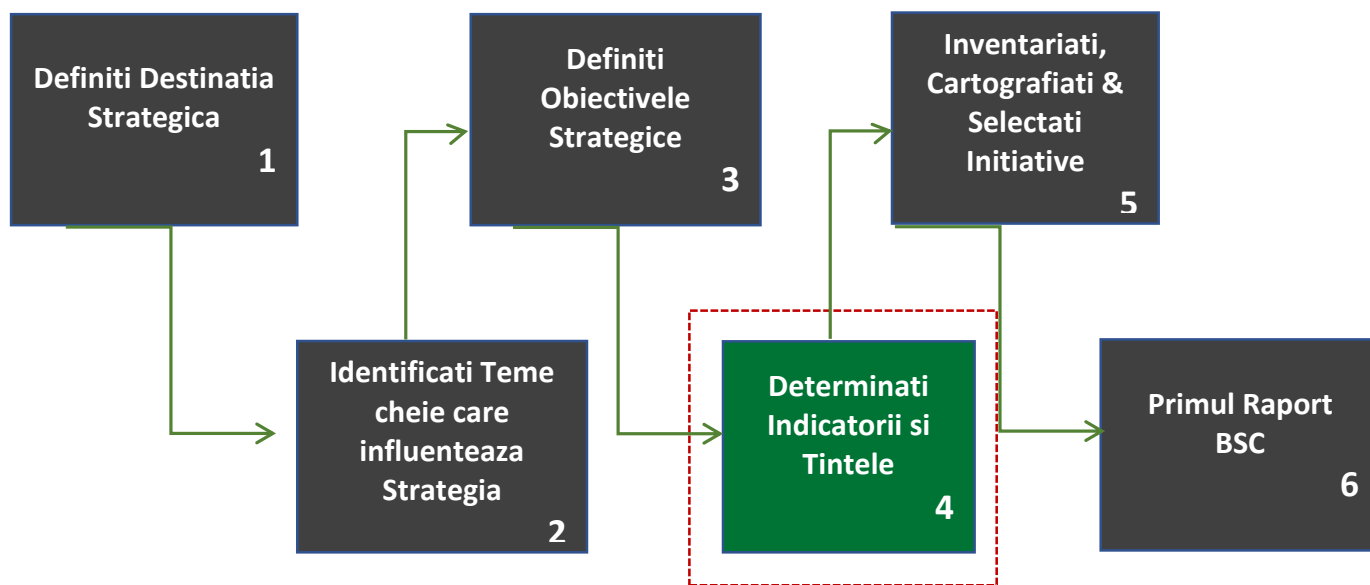 Definiti Destinatia
Strategica
1
Identificati Teme
cheie care
influenteaza
Strategia
2
Definiti
Obiectivele
Strategice
3
Determinati
Indicatorii si
Tintele
4
Inventariati,
Cartografiati &
Selectati
Initiative
5
Primul Raport
BSC
6